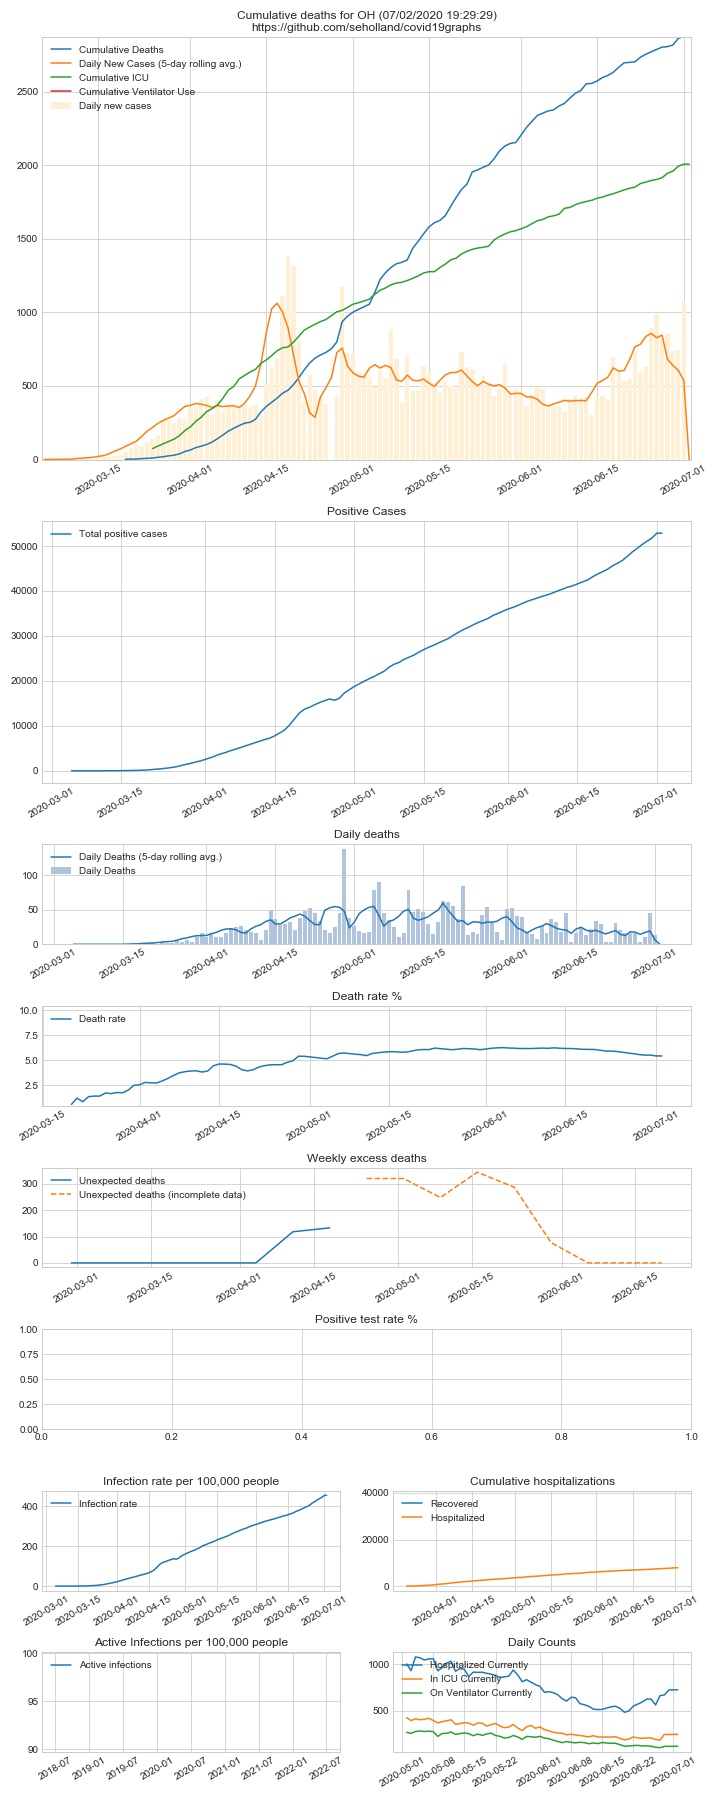 Cumulative deaths for OH (07/02/2020 19:29:29)
https://github.com/seholland/covid19graphs
Cumulative Deaths
Daily New Cases (5-day rolling avg.)
Cumulative ICU
Cumulative Ventilator Use
Daily new cases
2500
2000
1500
1000
500
0
2020-03-15 2020-04-01 2020-04-15 2020-05-01 2020-05-15 2020-06-01 2020-06-15 2020-07-01
Positive Cases
Total positive cases
50000
40000
30000
20000
10000
0
2020-03-01 2020-03-15 2020-04-01 2020-04-15 2020-05-01 2020-05-15 2020-06-01 2020-06-15 2020-07-01
Daily deaths
Daily Deaths (5-day rolling avg.)
Daily Deaths
100
50
0
2020-03-01 2020-03-15 2020-04-01 2020-04-15 2020-05-01 2020-05-15 2020-06-01 2020-06-15 2020-07-01
Death rate %
Death rate
10.0
7.5
5.0
2.5
2020-03-15 2020-04-01 2020-04-15 2020-05-01 2020-05-15 2020-06-01 2020-06-15 2020-07-01
Weekly excess deaths
Unexpected deaths
Unexpected deaths (incomplete data)
300
200
100
0
2020-03-01 2020-03-15 2020-04-01 2020-04-15 2020-05-01 2020-05-15 2020-06-01 2020-06-15
Positive test rate %
1.00
0.75
0.50
0.25
0.00
0.0 0.2 0.4 0.6 0.8 1.0
Infection rate per 100,000 people
Infection rate
400
200
0
2020-03-01 2020-03-15 2020-04-01 2020-04-15 2020-05-01 2020-05-15 2020-06-01 2020-06-15 2020-07-01
Cumulative hospitalizations
Recovered
Hospitalized
40000
20000
0
2020-04-01 2020-04-15 2020-05-01 2020-05-15 2020-06-01 2020-06-15 2020-07-01
Active Infections per 100,000 people
Active infections
100
95
90
2018-07 2019-01 2019-07 2020-01 2020-07 2021-01 2021-07 2022-01 2022-07
Daily Counts
Hospitalized Currently
In ICU Currently
On Ventilator Currently
1000
500
2020-05-01 2020-05-08 2020-05-15 2020-05-22 2020-06-01 2020-06-08 2020-06-15 2020-06-22 2020-07-01